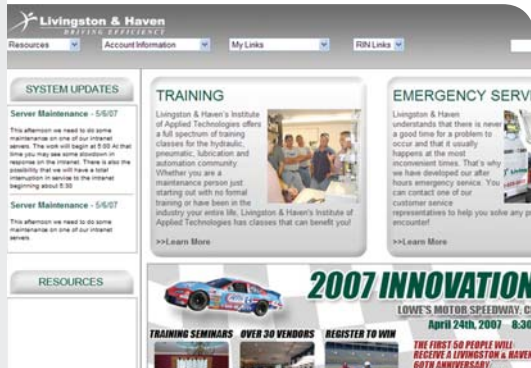 Livingston & Haven
DRIVING EFFICIENCY
Resources
Account Information
My Links
RIN Links
SYSTEM UPDATES
Server Maintenance - 5/6/07
This afternoon we need to do some
maintenance on one of our intranet
servers. The work will begin at 5:00 At that
time you may see some slowdown in
response on the intranet. There is also the
possibility that we will have a total
interruption in service to the intranet
beginning about 5:30
Server Maintenance - 5/6/07
This afternoon we need to do some
maintenance on one of our intranet
servers
RESOURCES
TRAINING
Livingston & Haven's Institute
of Applied Technologies offers
a full spectrum of training
classes for the hydraulic,
pneumatic, lubrication and
automation community
Whether you are a
maintenance person just
starting out with no formal
training or have been in the
industry your entire life, Livingston & Haven's Institute of
Applied Technologies has classes that can benefit you!
>>Learn More
EMERGENCY SERV
Livingston & Haven
understands that there is never
a good time for a problem to
occur and that it usually
happens at the most
inconvenient times. That's why
we have developed our after
hours emergency service. You
can contact one of our
customer service
representatives to help you solve any p
encounter!
>>Learn More
2007 INNOVATION
LOWE'S MOTOR SPEEDWAY, C
April 24th, 2007 8:30
TRAINING SEMINARS OVER 30 VENDORS REGISTER TO WIN
THE FIRST 50 PEOPLE WILL
RECEIVE A LIVINGSTON & HAVEN
60TH ANNIVERSARY